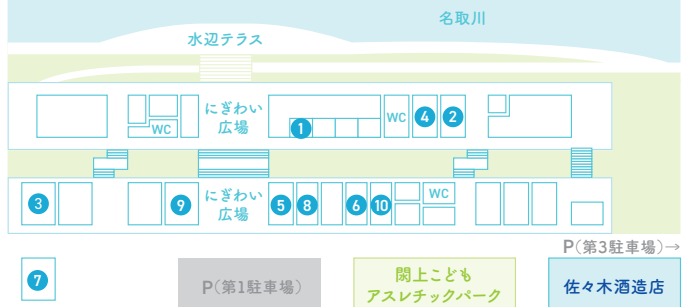 名取川
水辺テラス
にぎわい
広場
WC
1
WC
4
2
3
9
にぎわい
広場
5
8
6
10
WC
P(第3駐車場)→
7
P(第1駐車場)
閖上こども
アスレチックパーク
佐々木酒造店